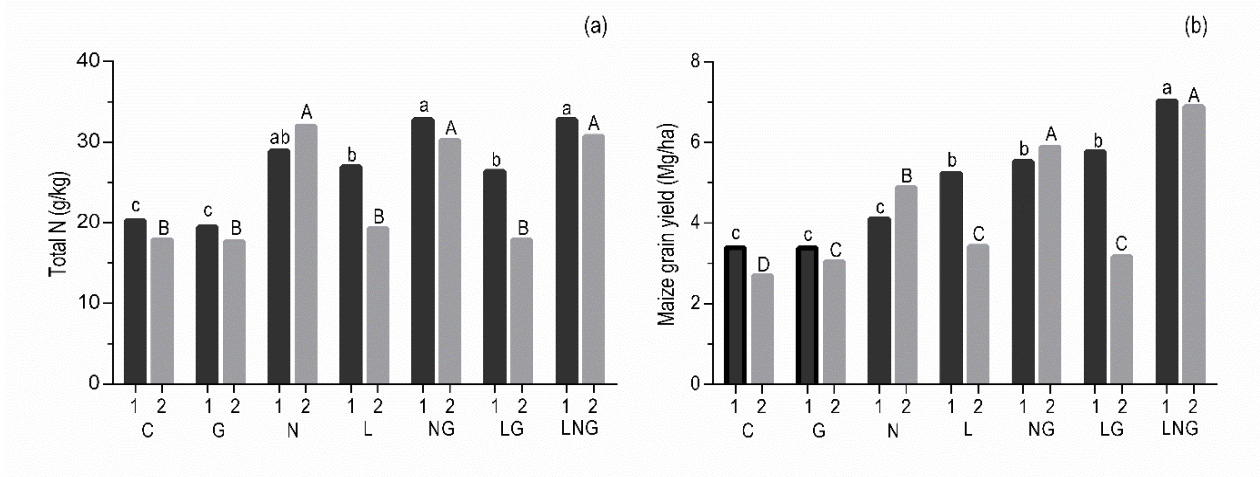 (a)
Total N (g/kg)
40
30
20
10
0
c B c B ab A b B a A b B a A
1 2 1 2 1 2 1 2 1 2 1 2 1 2
C G N L NG LG LNG
(b)
Maize grain yield (Mg/ha)
8
6
4
2
0
c D c C c B b C b A b C a A
1 2 1 2 1 2 1 2 1 2 1 2 1 2
C G N L NG LG LNG